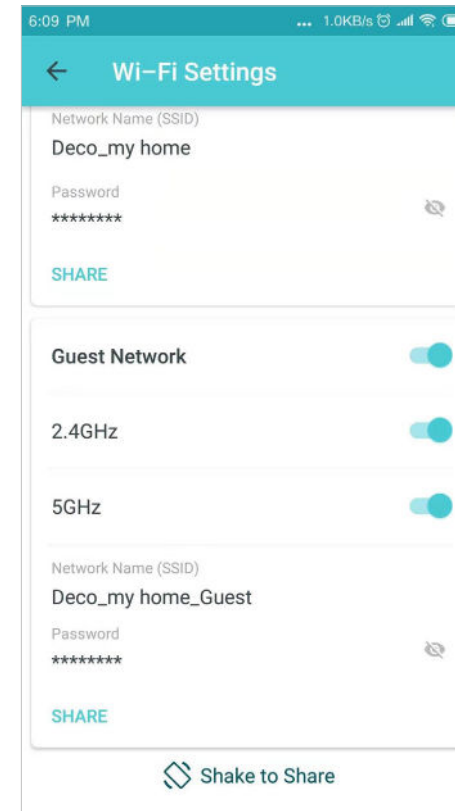 6:09 PM ... 1.0KB/s
Wi-Fi Settings
Network Name (SSID)
Deco_my home
Password
********
SHARE
Guest Network
2.4GHz
5GHz
Network Name (SSID)
Deco_my home_Guest
Password
********
SHARE
Shake to Share